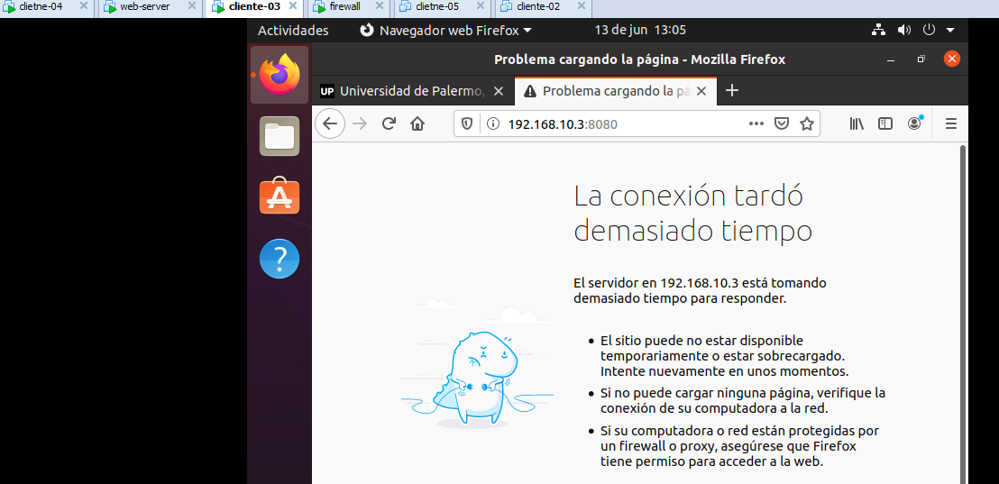 clietne-04
web-server
cliente-03
firewall
clietne-05
cliente-02
Actividades
Navegador web Firefox
13 de jun 13:05
Problema cargando la página - Mozilla Firefox
UP Universidad de Palermo,
Problema cargando la pá
192.168.10.3:8080
La conexión tardó
demasiado tiempo
El servidor en 192.168.10.3 está tomando
demasiado tiempo para responder.
El sitio puede no estar disponible
temporariamente o estar sobrecargado.
Intente nuevamente en unos momentos.
Si no puede cargar ninguna página, verifique la
conexión de su computadora a la red.
Si su computadora o red están protegidas por
un firewall o proxy, asegúrese que Firefox
tiene permiso para acceder a la web.